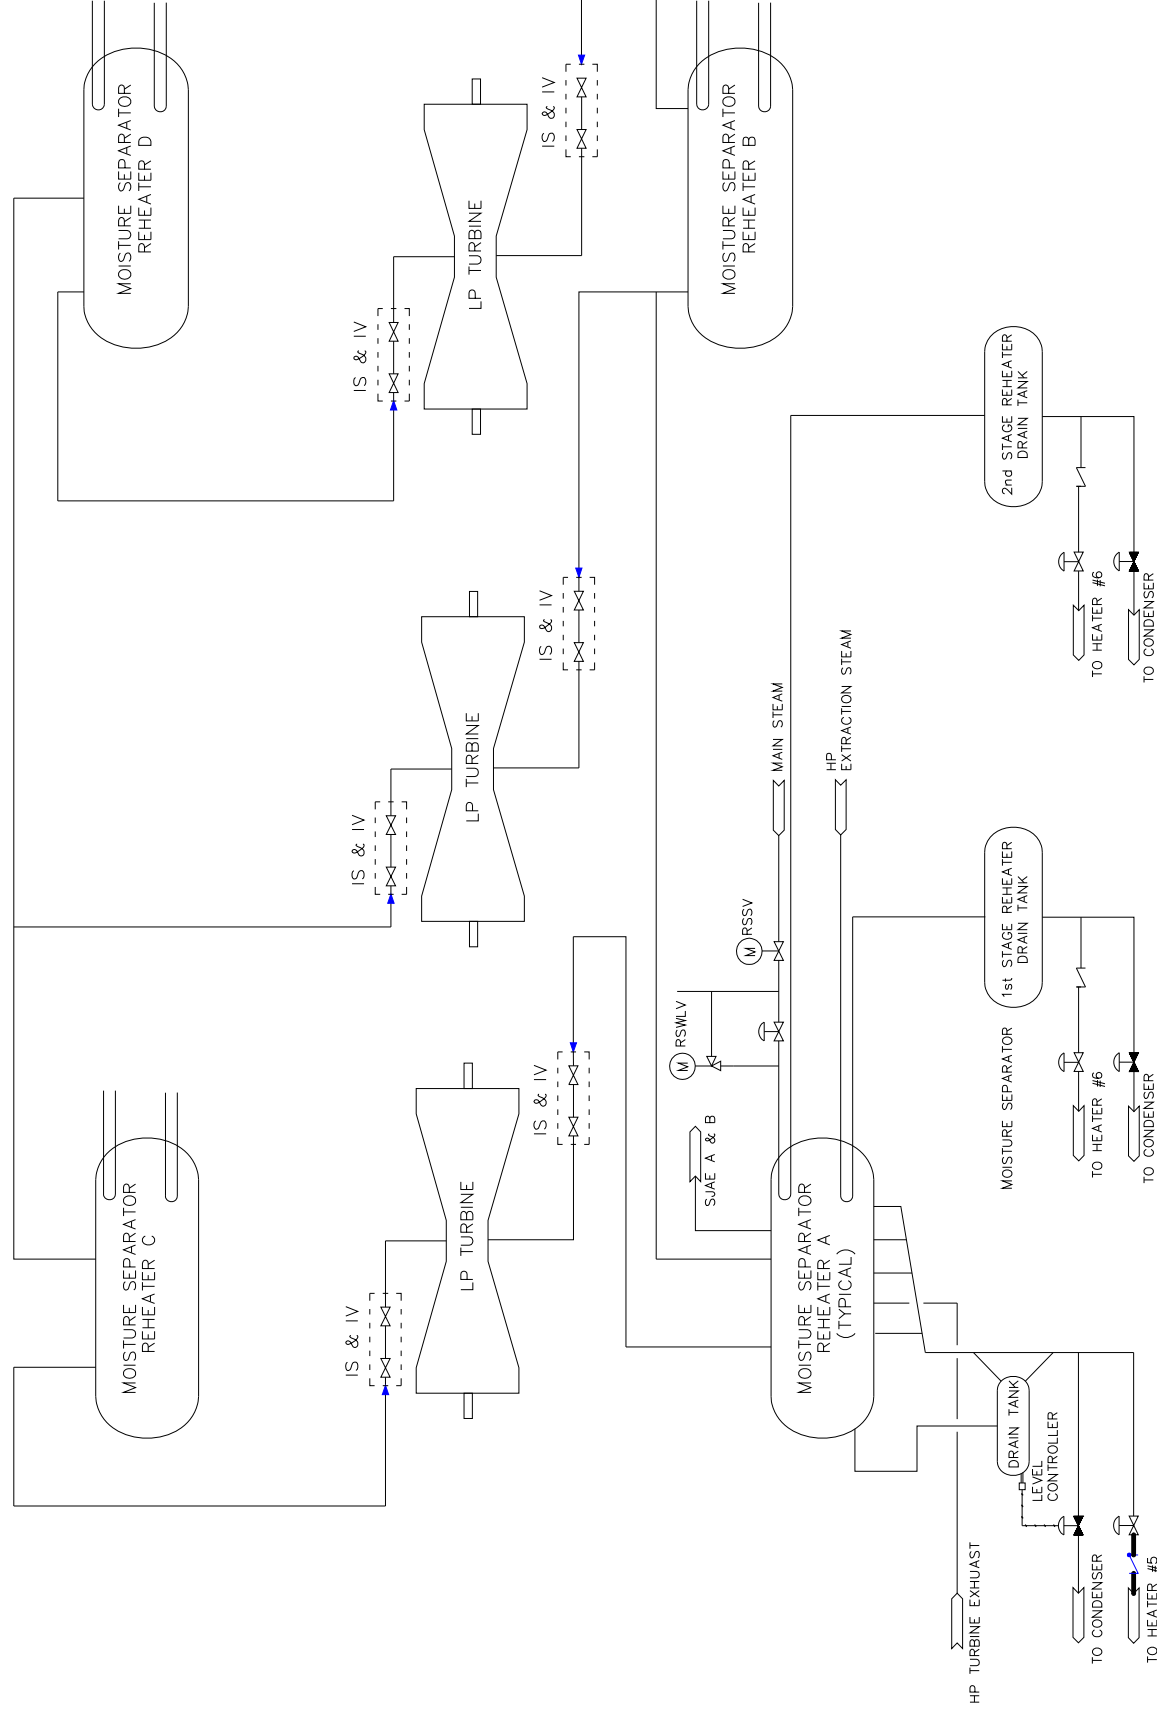 MOISTURE SEPARATOR
REHEATER D
IS & IV
LP TURBINE
IS & IV
MOISTURE SEPARATOR
REHEATER B
IS & IV
LP TURBINE
IS & IV
2nd STAGE REHEATER
DRAIN TANK
TO HEATER #6
TO CONDENSER
MOISTURE SEPARATOR
REHEATER C
IS & IV
LP TURBINE
IS & IV
MAIN STEAM
HP
EXTRACTION STEAM
M
RSSV
M
RSWLV
SJAE A & B
MOISTURE SEPARATOR
REHEATER A
(TYPICAL)
1st STAGE REHEATER
DRAIN TANK
MOISTURE SEPARATOR
TO HEATER #6
TO CONDENSER
DRAIN TANK
LEVEL
CONTROLLER
HP TURBINE EXHUAST
TO CONDENSER
TO HEATER #5